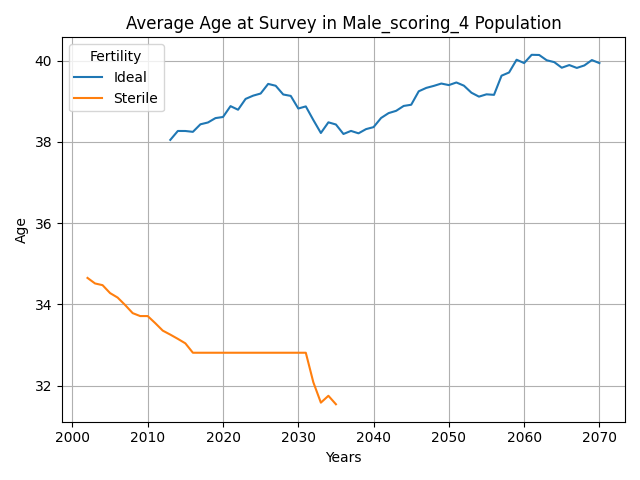 Average Age at Survey in Male_scoring_4 Population
Fertility
Ideal
Sterile
Age
40
38
36
34
32
2000 2010 2020 2030 2040 2050 2060 2070
Years